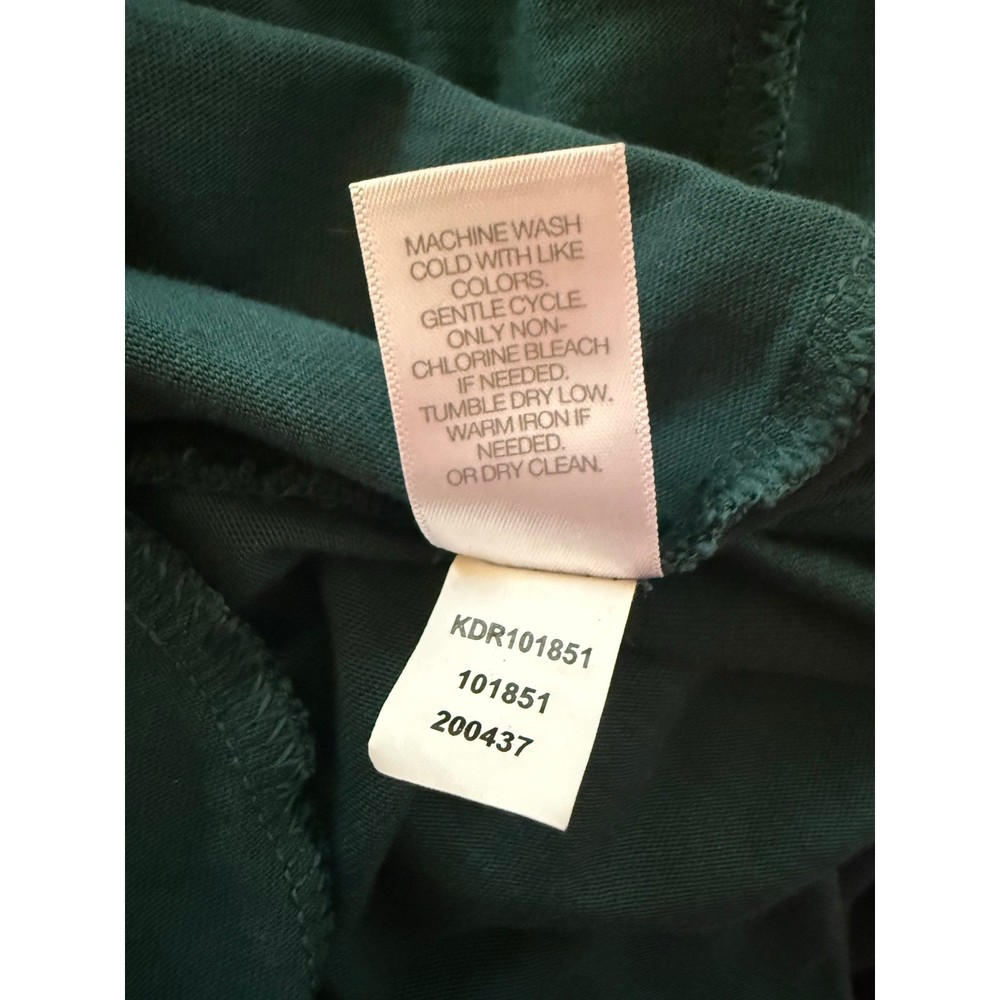 MACHINE WASH
COLD WITH LIKE
COLORS.
GENTLE CYCLE.
ONLY NON-
CHLORINE BLEACH
IF NEEDED.
TUMBLE DRY LOW.
WARM IRON IF
NEEDED.
OR DRY CLEAN.
KDR101851
101851
200437